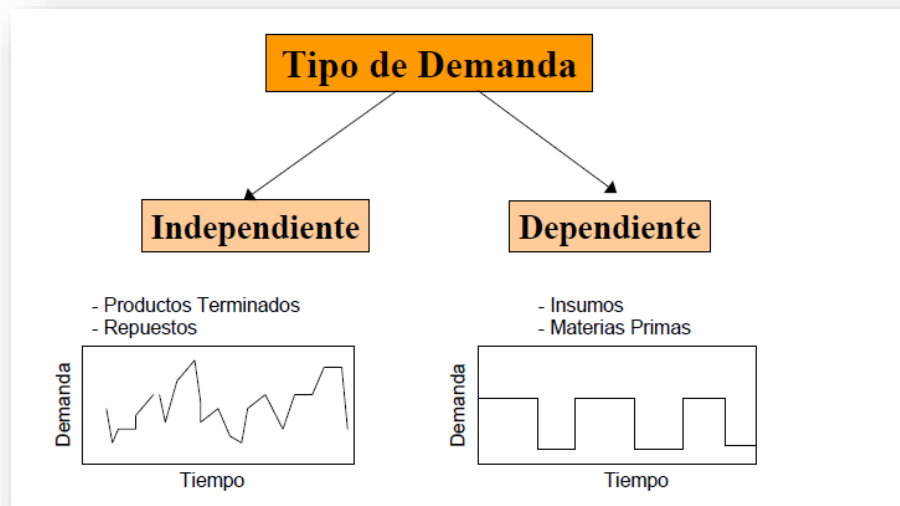 Tipo de Demanda
Independiente
Dependiente
- Productos Terminados
- Repuestos
- Insumos
- Materias Primas
Demanda
Tiempo
Demanda
Tiempo